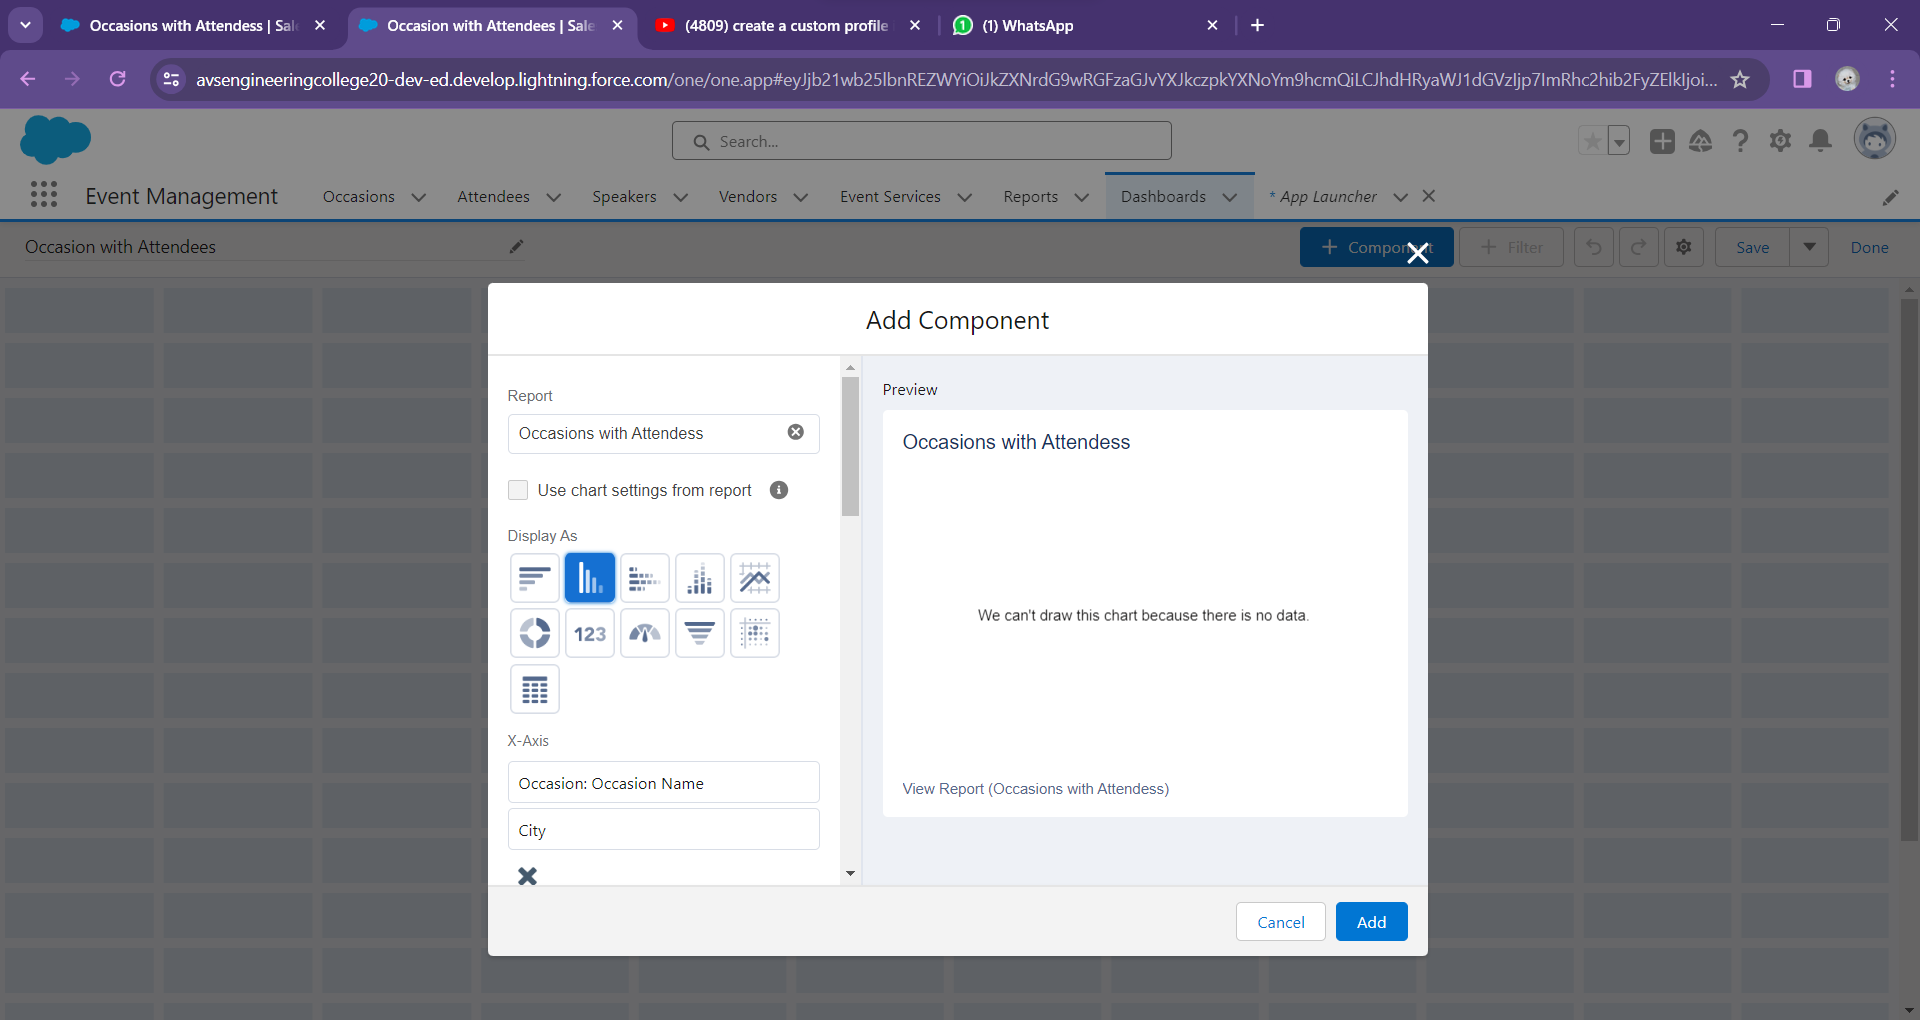 Occasions with Attendess | Sal
Occasion with Attendees | Sale
(4809) create a custom profile
1
(1) WhatsApp
avsengineeringcollege20-dev-ed.develop.lightning.force.com/one/one.app#eyJjb21wb25lbnREZWYiOiJkZXNrdG9wRGFzaGJvYXJkczpkYXNoYm9hcmQiLCJhdHRyaWJ1dGVzIjp7ImRhc2hib2FyZElkIjoi...
Search...
Event Management
Occasions
Attendees
Speakers
Vendors
Event Services
Reports
Dashboards
* App Launcher
Occasion with Attendees
+ Component
+ Filter
Save
Done
Add Component
Report
Occasions with Attendess
Use chart settings from report
Display As
123
X-Axis
Occasion: Occasion Name
City
Preview
Occasions with Attendess
We can't draw this chart because there is no data.
View Report (Occasions with Attendess)
Cancel
Add